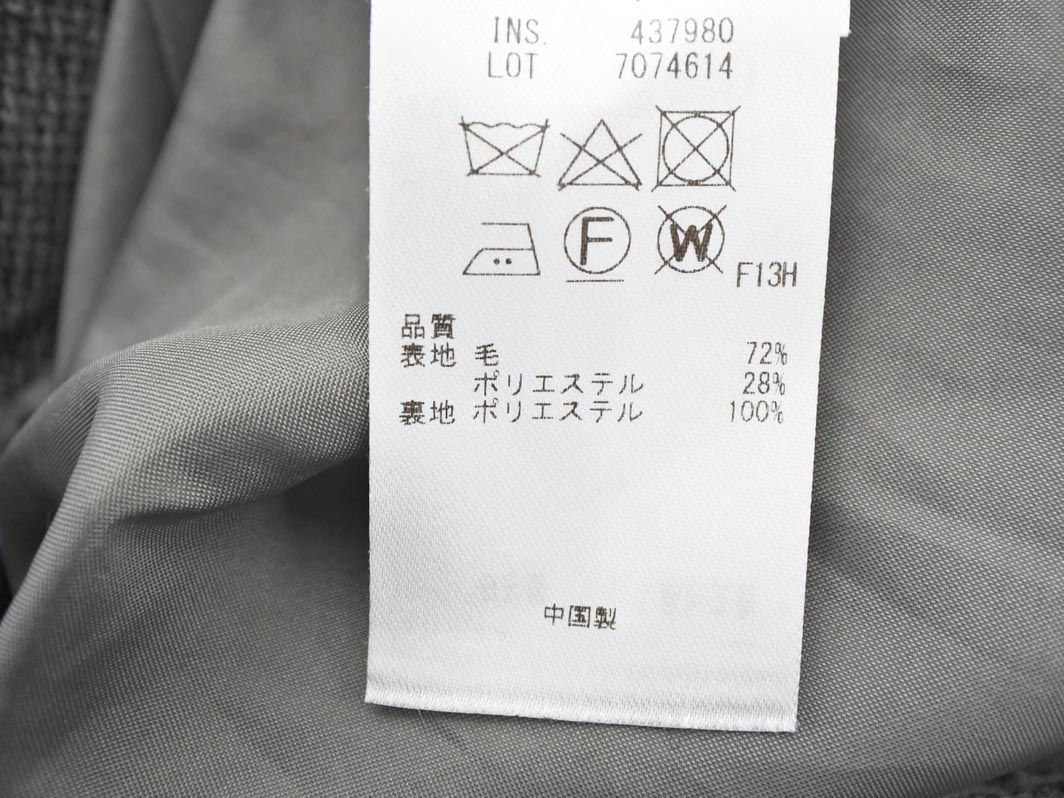 INS. 437980
LOT 7074614
F W F13H
品質
表地 毛 72%
ポリエステル 28%
裏地 ポリエステル 100%
中国製